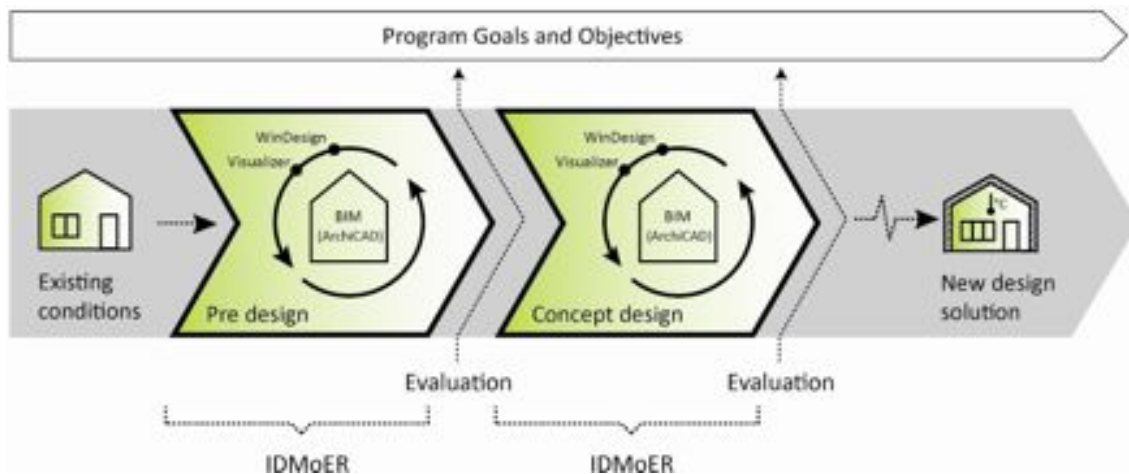 Program Goals and Objectives
WinDesign
Visualizer
BIM
(ArchiCAD)
WinDesign
Visualizer
BIM
(ArchiCAD)
°C
Existing
conditions
Pre design
Concept design
New design
solution
Evaluation
Evaluation
IDMoER
IDMoER